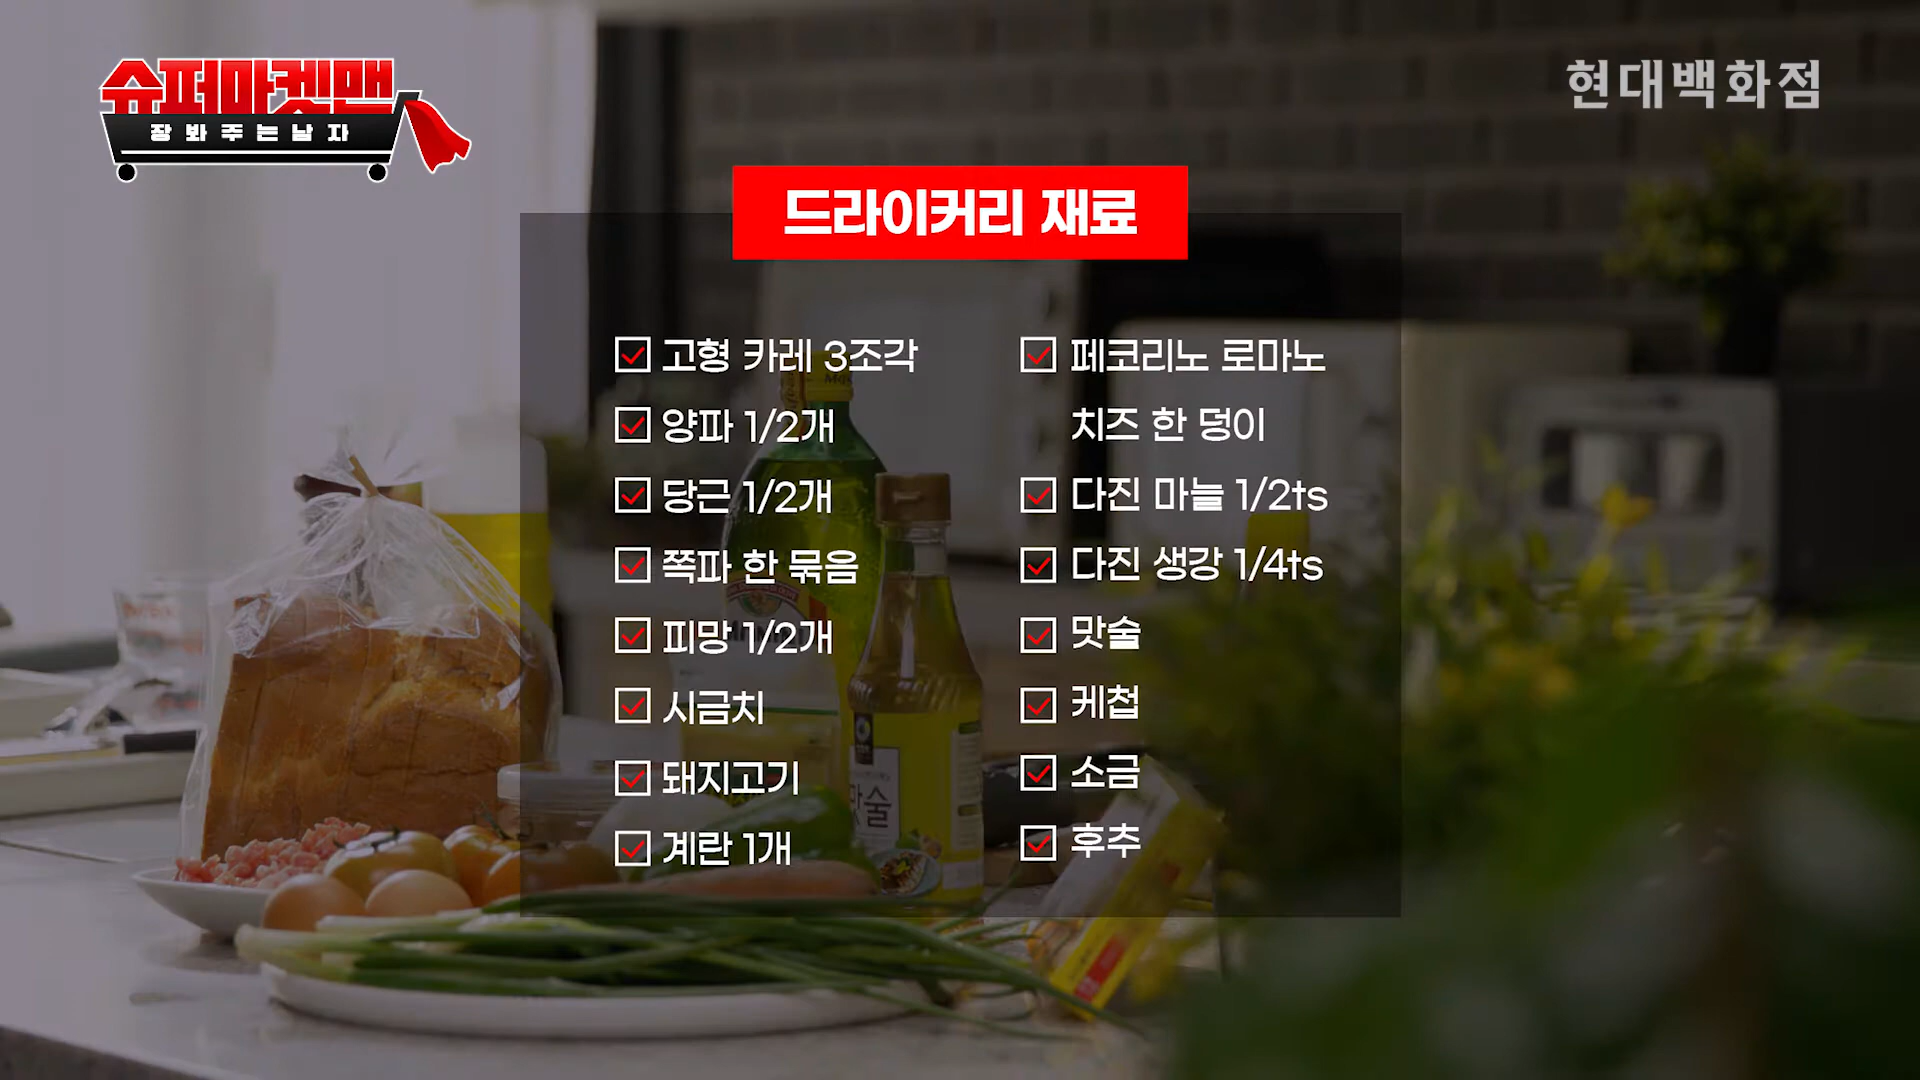 슈퍼마켓맨
장봐주는남자
현대백화점
드라이커리 재료
고형 카레 3조각
양파 1/2개
당근 1/2개
쪽파 한 묶음
피망 1/2개
시금치
돼지고기
계란 1개
페코리노 로마노
치즈 한 덩이
다진 마늘 1/2ts
다진 생강 1/4ts
맛술
케첩
소금
후추
맛술